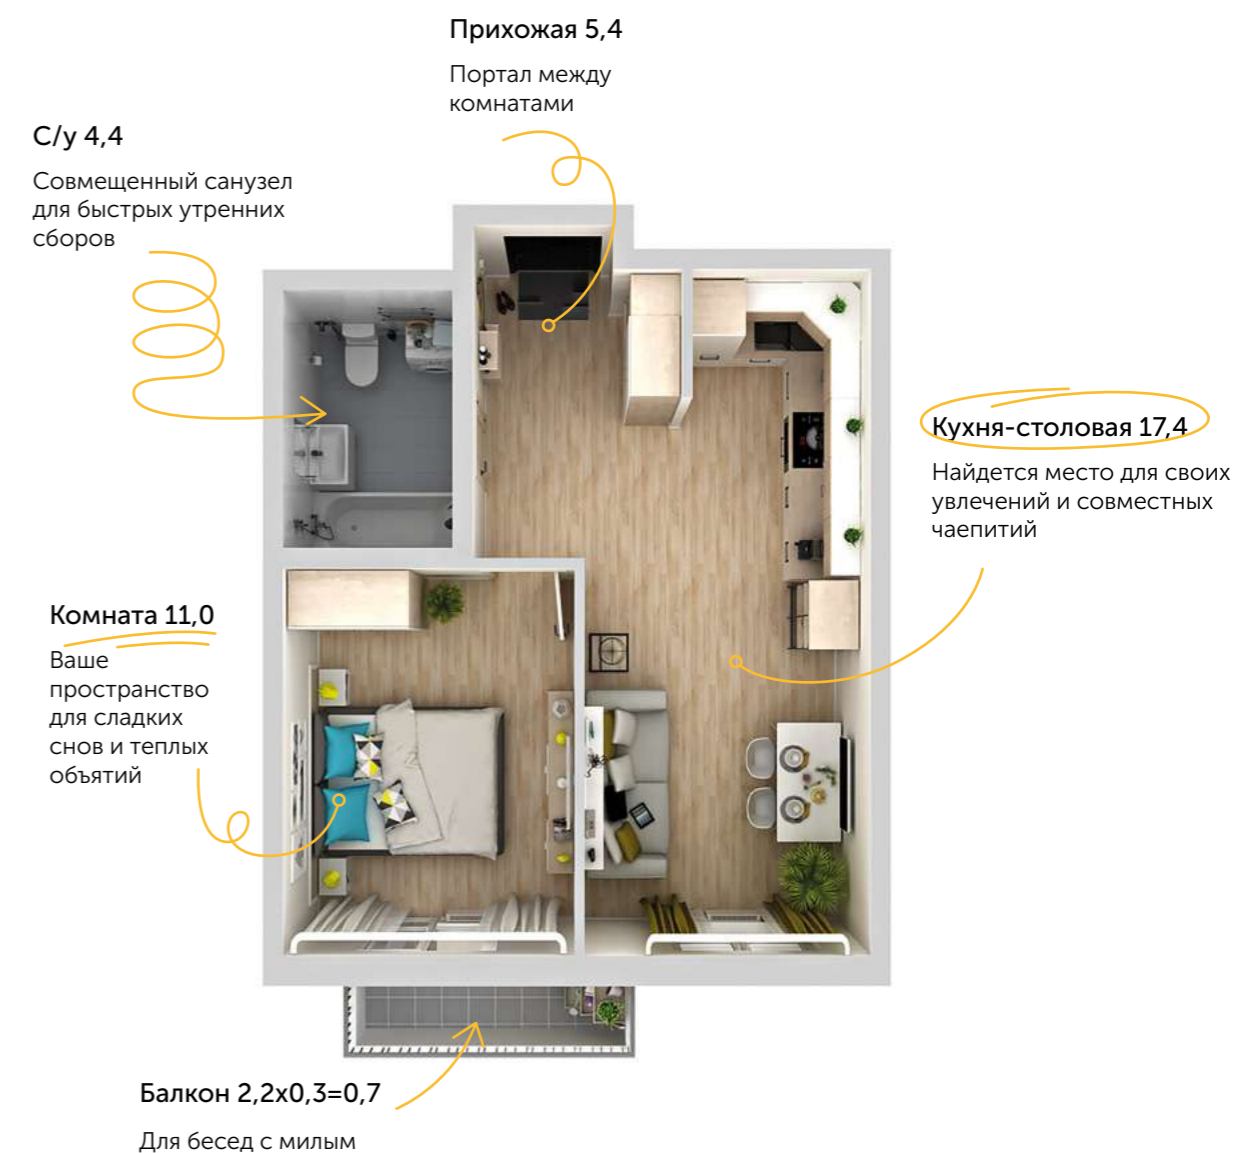 Прихожая 5,4
Портал между
комнатами
С/у 4,4
Совмещенный санузел
для быстрых утренних
сборов
Кухня-столовая 17,4
Найдется место для своих
увлечений и совместных
чаепитий
Комната 11,0
Ваше
пространство
для сладких
снов и теплых
объятий
Балкон 2,2х0,3=0,7
Для бесед с милым